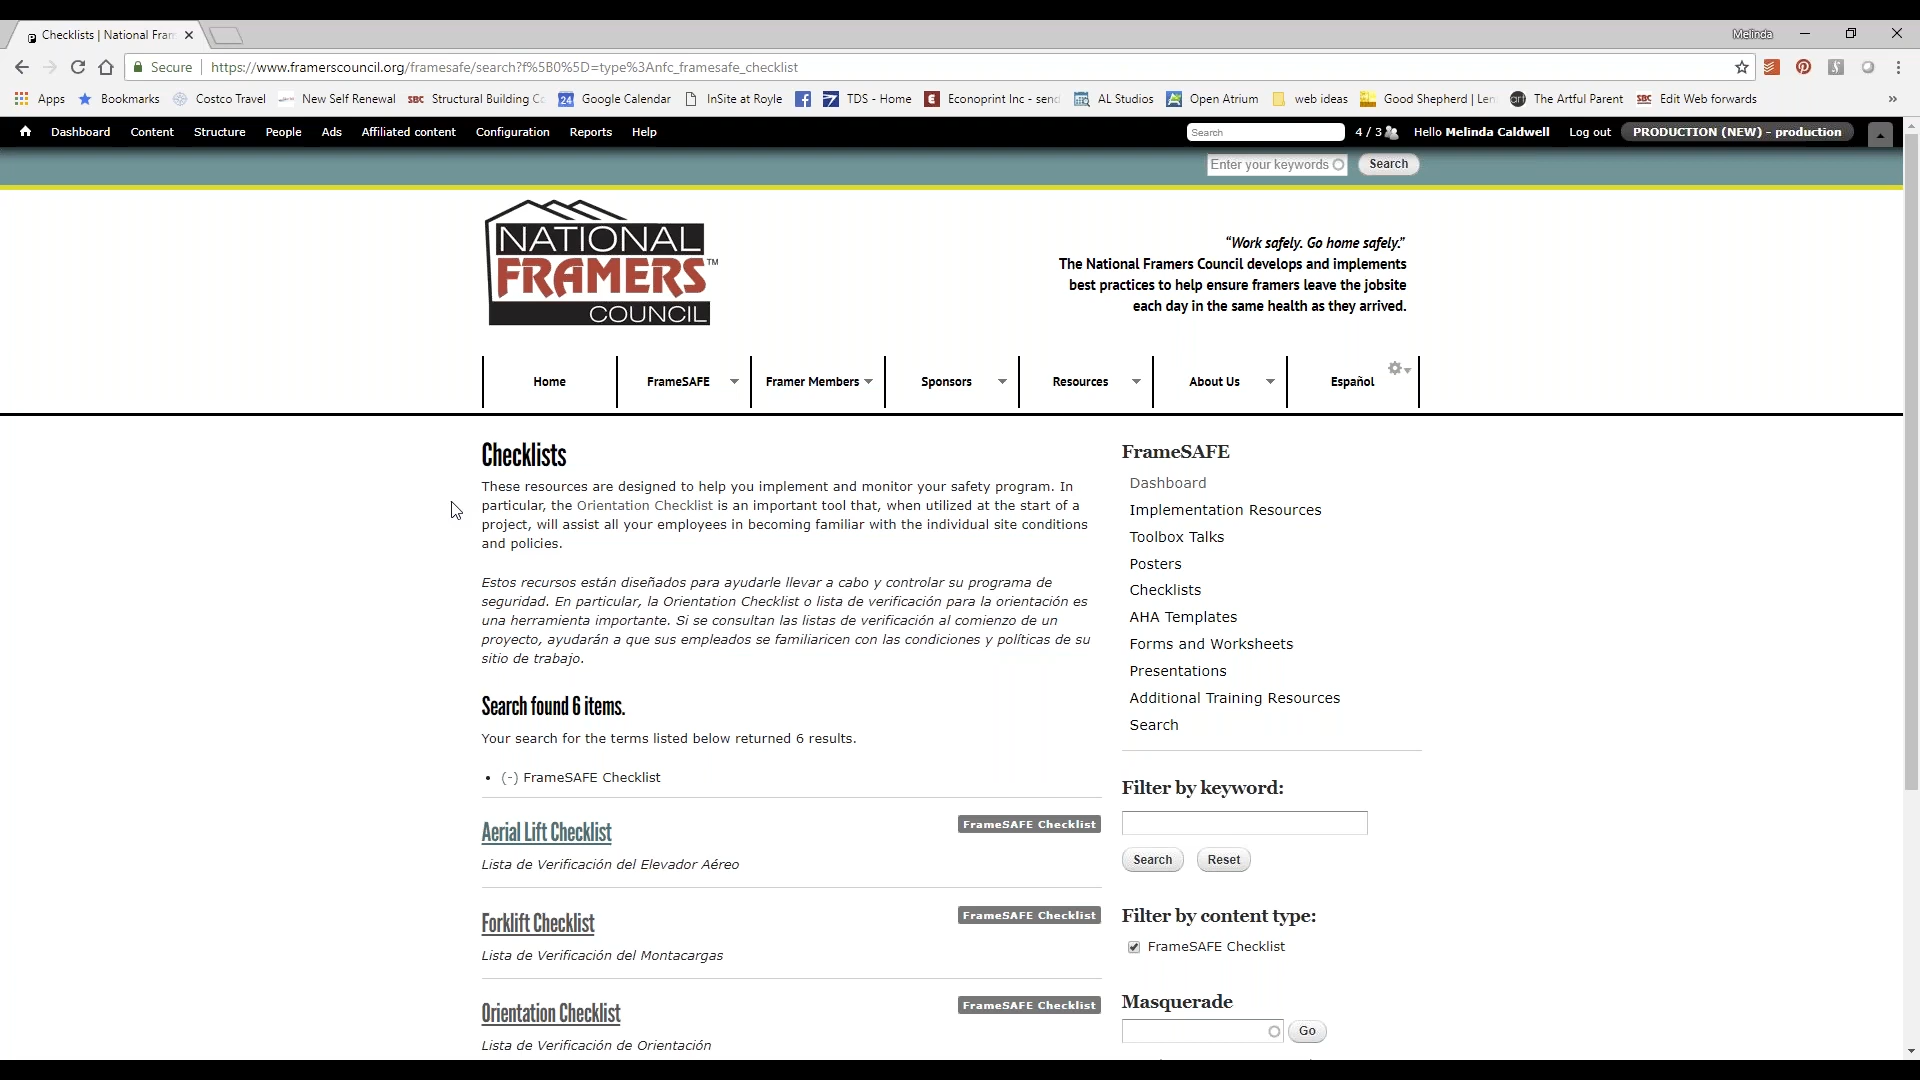 Checklists | National Fram
Melinda
Secure
https://www.framerscouncil.org/framesafe/search?f%5B0%5D=type%3Anfc_framesafe_checklist
Apps
Bookmarks
Costco Travel
New Self Renewal
SBC Structural Building Co
24 Google Calendar
InSite at Royle
TDS - Home
Econoprint Inc - send
AL Studios
Open Atrium
web ideas
Good Shepherd | Len
art The Artful Parent
SBC Edit Web forwards
Dashboard
Content
Structure
People
Ads
Affiliated content
Configuration
Reports
Help
Search
4 / 3
Hello Melinda Caldwell
Log out
PRODUCTION (NEW) - production
Enter your keywords
Search
NATIONAL
FRAMERS™
COUNCIL
“Work safely. Go home safely.”
The National Framers Council develops and implements
best practices to help ensure framers leave the jobsite
each day in the same health as they arrived.
Home
FrameSAFE
Framer Members
Sponsors
Resources
About Us
Español
Checklists
These resources are designed to help you implement and monitor your safety program. In
particular, the Orientation Checklist is an important tool that, when utilized at the start of a
project, will assist all your employees in becoming familiar with the individual site conditions
and policies.
Estos recursos están diseñados para ayudarle llevar a cabo y controlar su programa de
seguridad. En particular, la Orientation Checklist o lista de verificación para la orientación es
una herramienta importante. Si se consultan las listas de verificación al comienzo de un
proyecto, ayudarán a que sus empleados se familiaricen con las condiciones y políticas de su
sitio de trabajo.
Search found 6 items.
Your search for the terms listed below returned 6 results.
• (-) FrameSAFE Checklist
Aerial Lift Checklist
FrameSAFE Checklist
Lista de Verificación del Elevador Aéreo
Forklift Checklist
FrameSAFE Checklist
Lista de Verificación del Montacargas
Orientation Checklist
FrameSAFE Checklist
Lista de Verificación de Orientación
FrameSAFE
Dashboard
Implementation Resources
Toolbox Talks
Posters
Checklists
AHA Templates
Forms and Worksheets
Presentations
Additional Training Resources
Search
Filter by keyword:
Search
Reset
Filter by content type:
FrameSAFE Checklist
Masquerade
Go